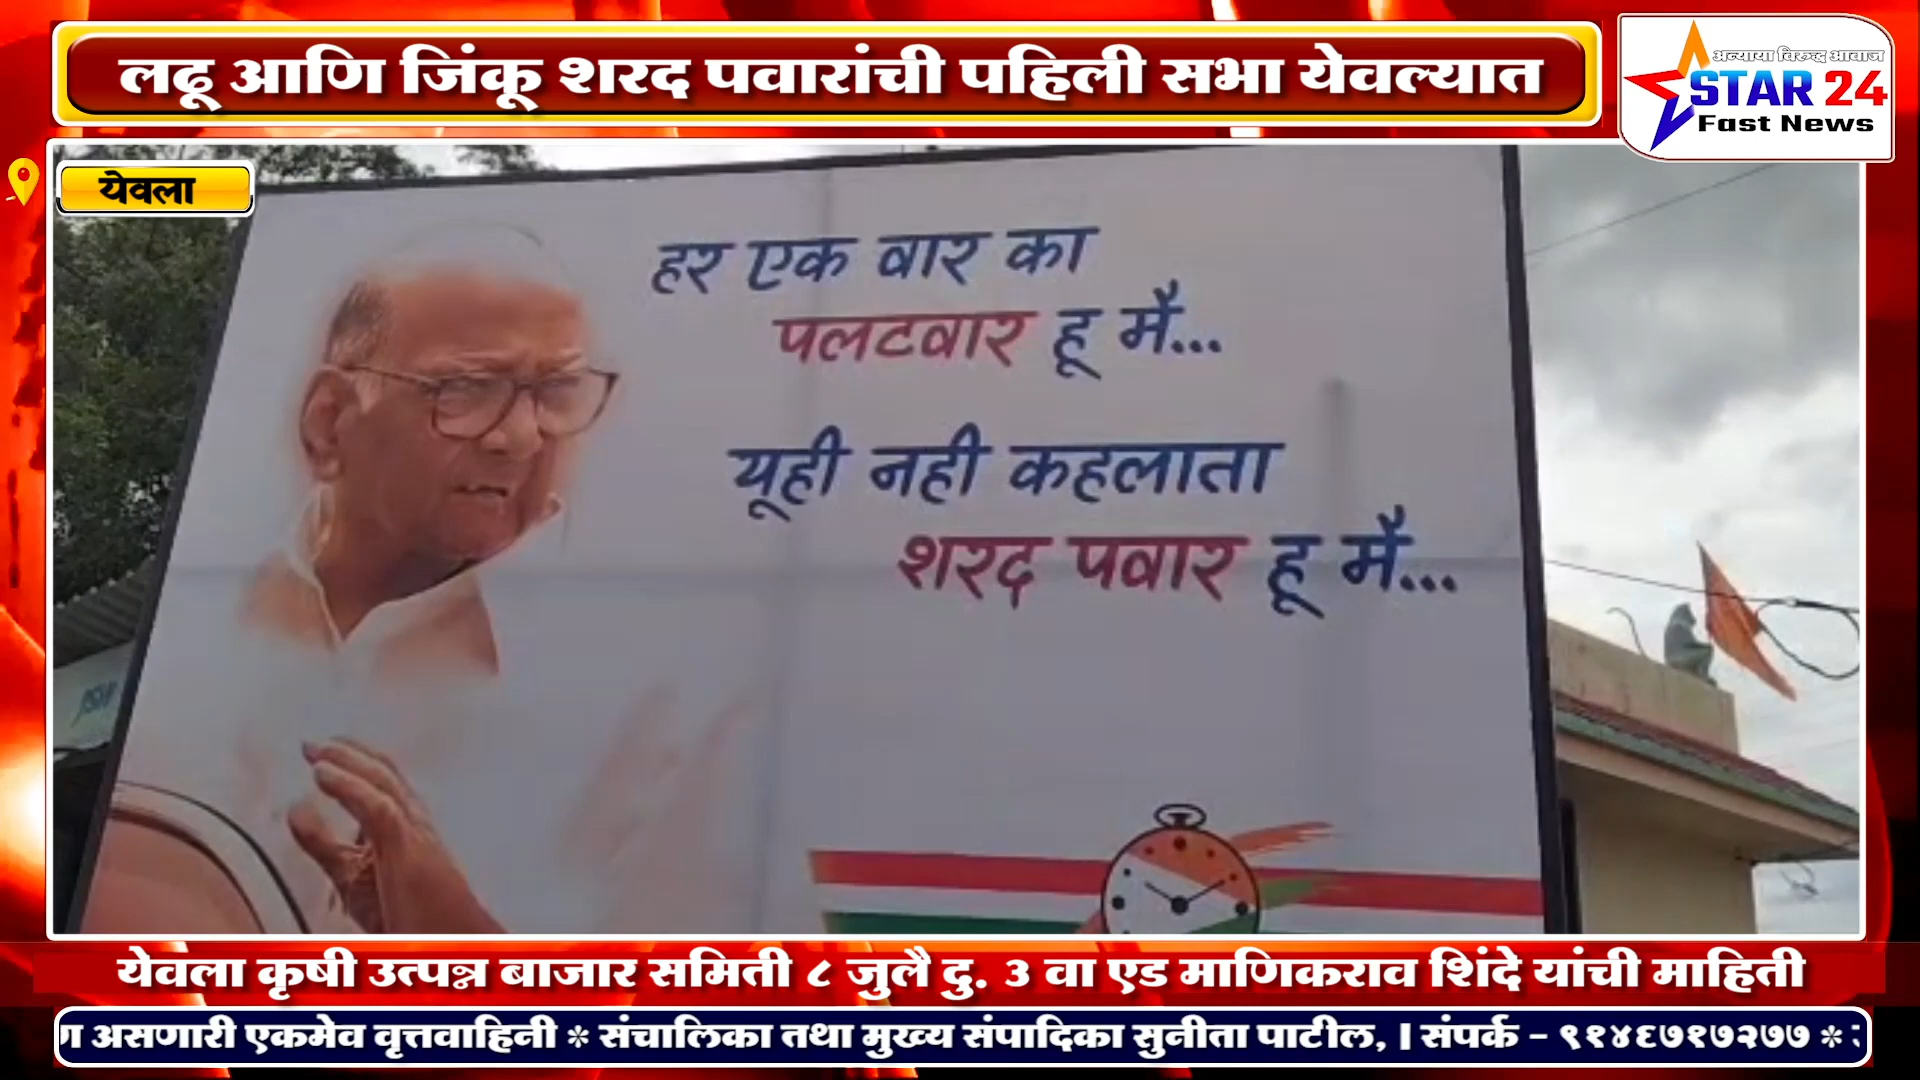 लढू आणि जिंकू शरद पवारांची पहिली सभा येवल्यात
अन्याया विरुद्ध आवाज
STAR 24
Fast News
येवला
हर एक वार का
पलटवार हू मै...
यूही नही कहलाता
शरद पवार हू मै...
येवला कृषी उत्पन्न बाजार समिती ८ जुलै दु. 3 वा एड माणिकराव शिंदे यांची माहिती
असणारी एकमेव वृत्तवाहिनी * संचालिका तथा मुख्य संपादिका सुनीता पाटील, | संपर्क - ९१४६७१७२७७ *